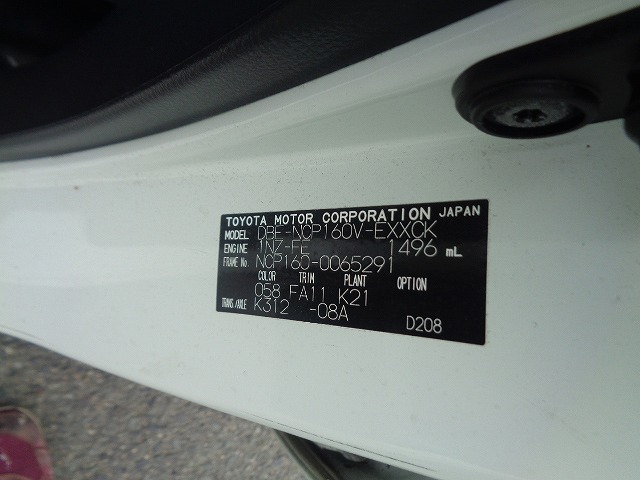 TOYOTA MOTOR CORPORATION JAPAN
MODEL DBE-NCP160V-EXXCK
ENGINE 1NZ-FE 1496 mL
FRAME No. NCP160-0065291
COLOR TRIM PLANT OPTION
058 FA11 K21
TRANS./AXLE K312 -08A
D208